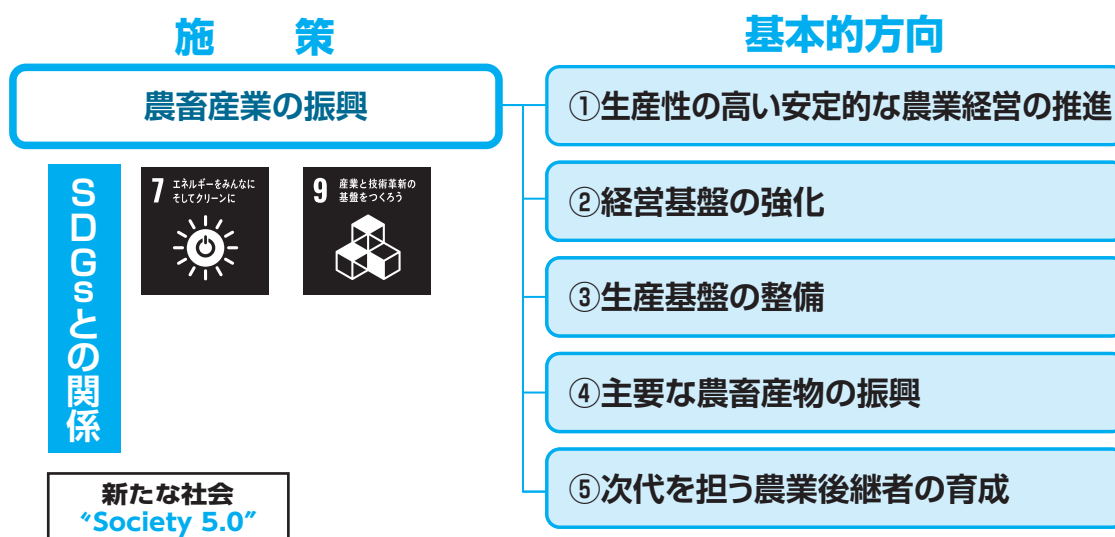 施 策
農畜産業の振興
SDGsとの関係
7 エネルギーをみんなに
そしてクリーンに
9 産業と技術革新の
基盤をつくろう
新たな社会
“Society 5.0”
基本的方向
①生産性の高い安定的な農業経営の推進
②経営基盤の強化
③生産基盤の整備
④主要な農畜産物の振興
⑤次代を担う農業後継者の育成